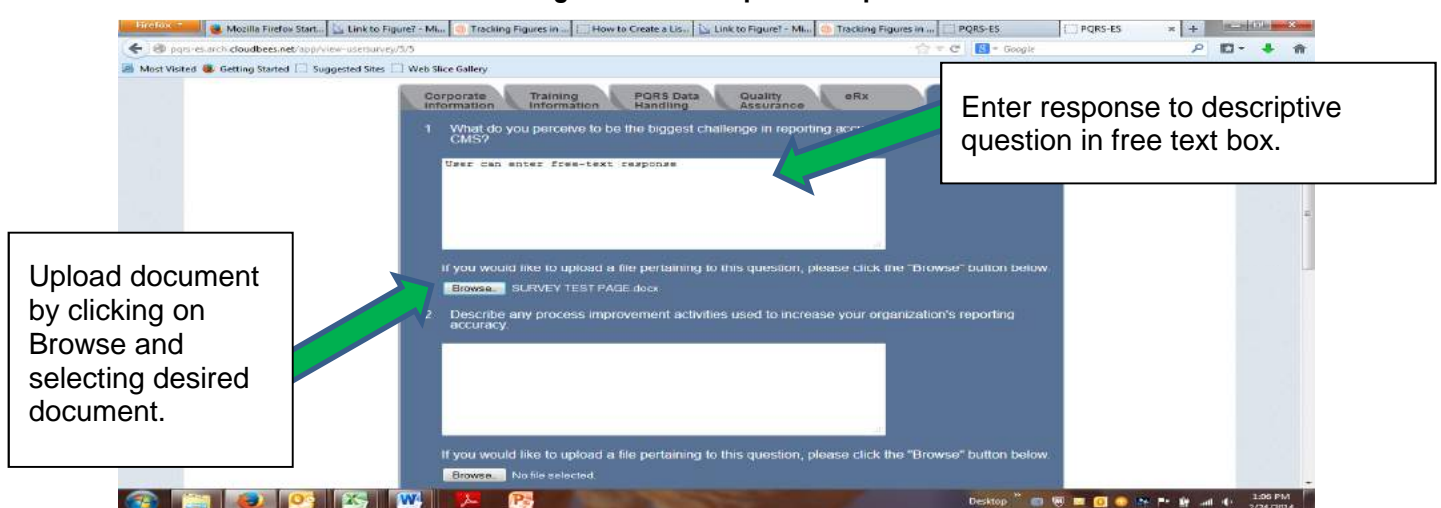 Firefox
Mozilla Firefox Start... Link to Figure? - Mi... Tracking Figures in ... How to Create a Lis... Link to Figure? - Mi... Tracking Figures in ... PQRS-ES PQRS-ES × +
pqrs-es.arch.cloudbees.net/app/view-usersurvey/5/5 Google
Most Visited Getting Started Suggested Sites Web Slice Gallery
Corporate Information
Training Information
PQRS Data Handling
Quality Assurance
eRx
Enter response to descriptive
question in free text box.
1 What do you perceive to be the biggest challenge in reporting
CMS?
User can enter free-text response
Upload document
by clicking on
Browse and
selecting desired
document.
If you would like to upload a file pertaining to this question, please click the "Browse" button below.
Browse... SURVEY TEST PAGE.docx
2 Describe any process improvement activities used to increase your organization's reporting
accuracy.
If you would like to upload a file pertaining to this question, please click the "Browse" button below.
Browse... No file selected.
Desktop
1:06 PM